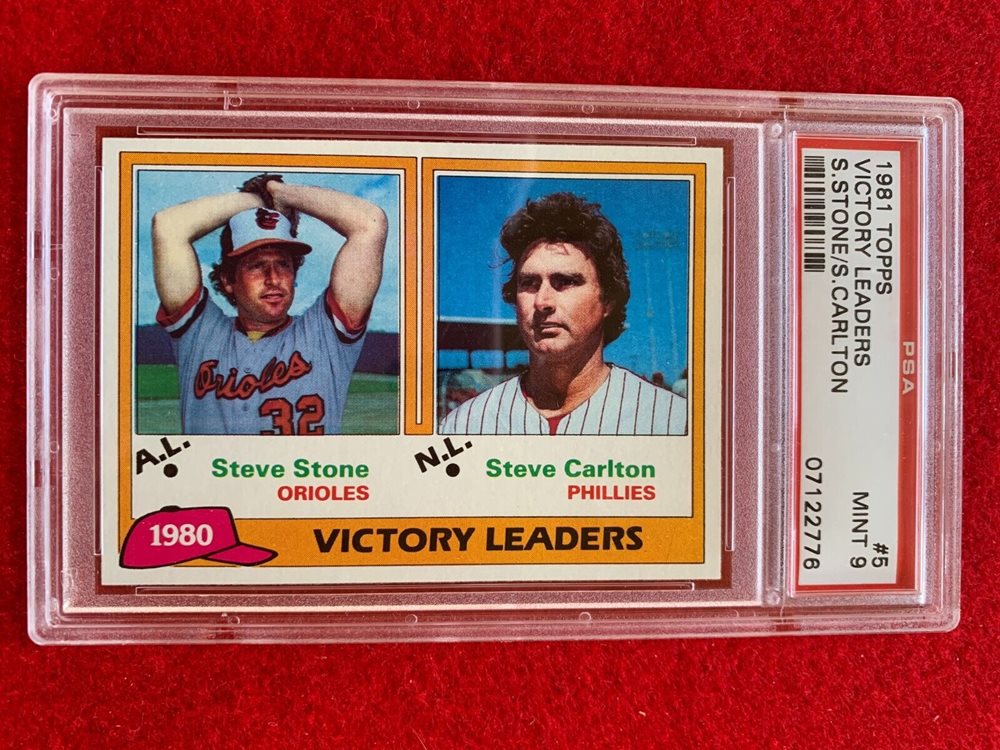 Orioles
32
A.L.
Steve Stone
ORIOLES
N.L.
Steve Carlton
PHILLIES
1980
VICTORY LEADERS
PSA
1981 TOPPS
VICTORY LEADERS
S.STONE/S.CARLTON
#5
MINT 9
07122776